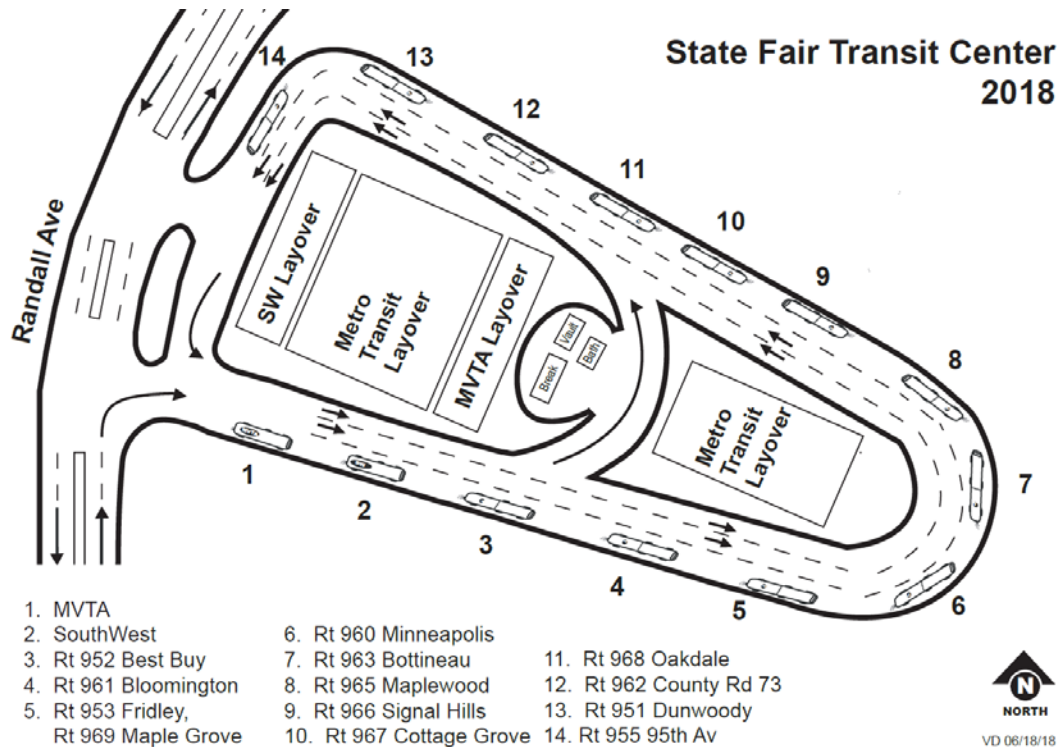 State Fair Transit Center
2018
14
13
12
11
10
9
8
7
6
5
4
3
2
1
Randall Ave
SW Layover
Metro
Transit
Layover
MVTA Layover
Vault
Bath
Break
Metro
Transit
Layover
1. MVTA
2. SouthWest
3. Rt 952 Best Buy
4. Rt 961 Bloomington
5. Rt 953 Fridley,
Rt 969 Maple Grove
6. Rt 960 Minneapolis
7. Rt 963 Bottineau
8. Rt 965 Maplewood
9. Rt 966 Signal Hills
10. Rt 967 Cottage Grove
11. Rt 968 Oakdale
12. Rt 962 County Rd 73
13. Rt 951 Dunwoody
14. Rt 955 95th Av
N
NORTH
VD 06/18/18